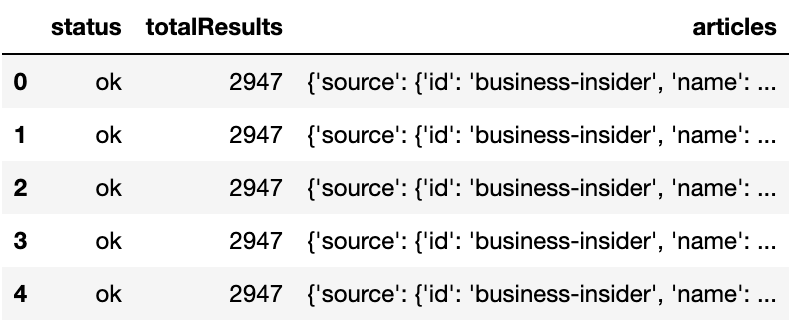 status totalResults articles
0 ok 2947 {'source': {'id': 'business-insider', 'name': ...
1 ok 2947 {'source': {'id': 'business-insider', 'name': ...
2 ok 2947 {'source': {'id': 'business-insider', 'name': ...
3 ok 2947 {'source': {'id': 'business-insider', 'name': ...
4 ok 2947 {'source': {'id': 'business-insider', 'name': ...